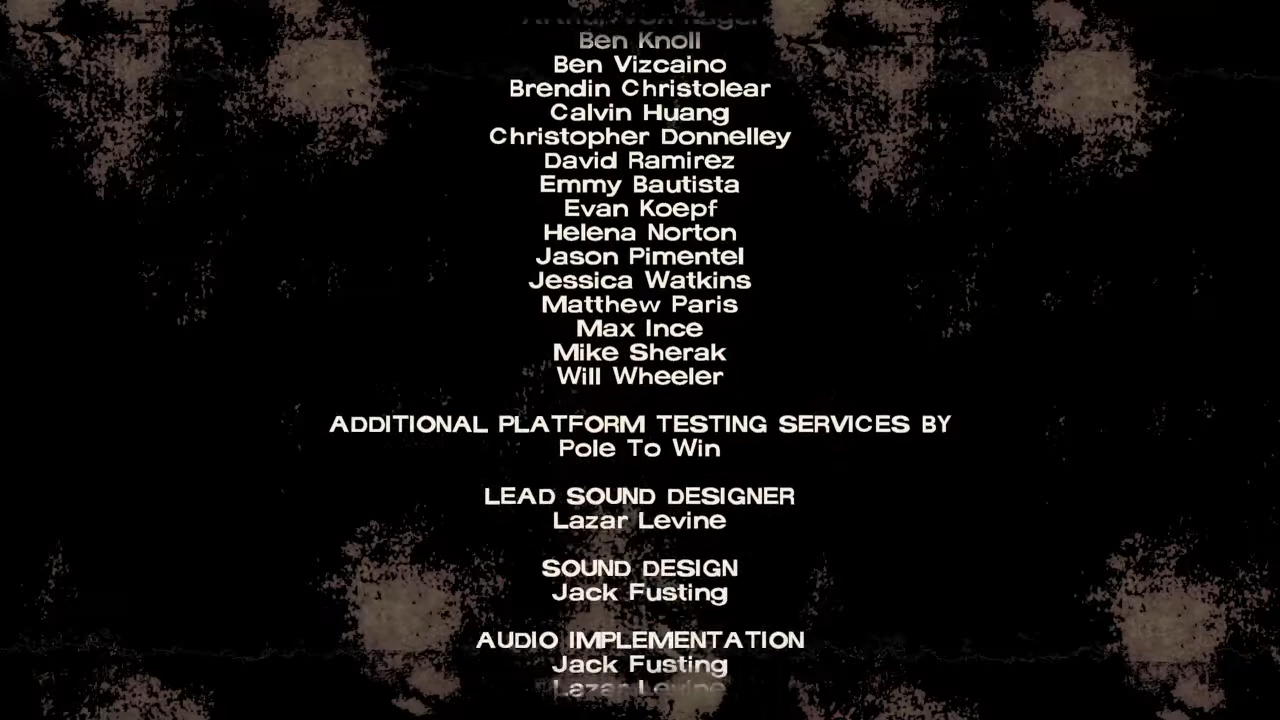 Ben Knoll
Ben Vizcaino
Brendin Christolear
Calvin Huang
Christopher Donnelley
David Ramirez
Emmy Bautista
Evan Koepf
Helena Norton
Jason Pimentel
Jessica Watkins
Matthew Paris
Max Ince
Mike Sherak
Will Wheeler
ADDITIONAL PLATFORM TESTING SERVICES BY
Pole To Win
LEAD SOUND DESIGNER
Lazar Levine
SOUND DESIGN
Jack Fusting
AUDIO IMPLEMENTATION
Jack Fusting
Lazar Levine